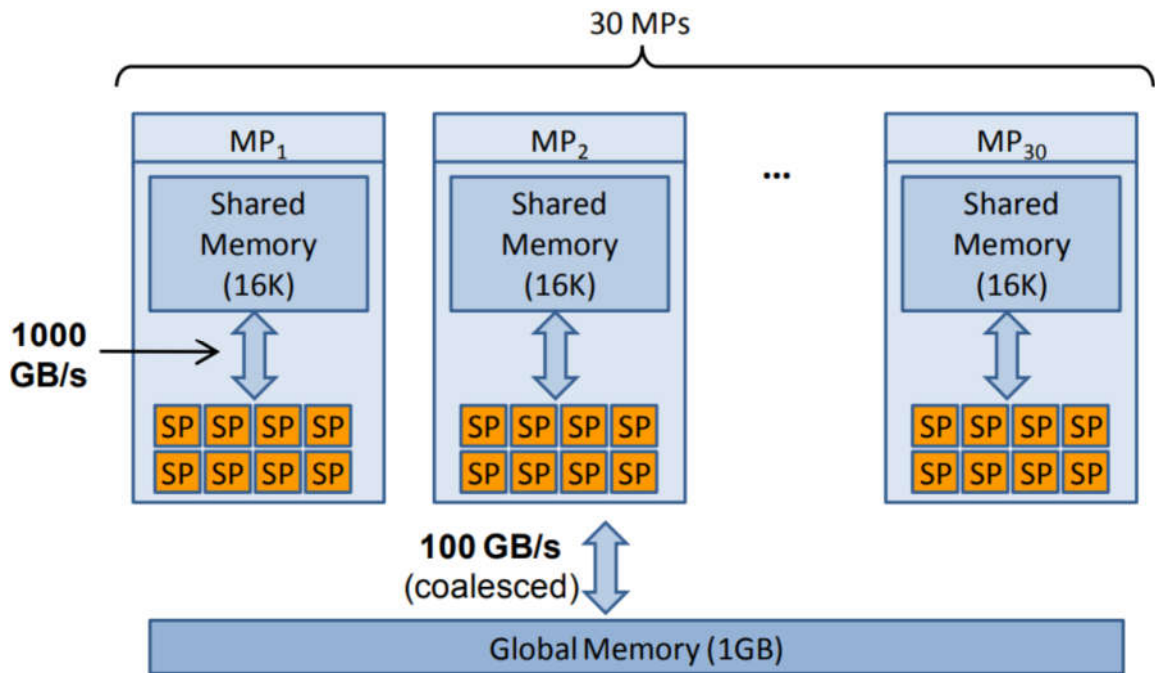 30 MPs
MP₁
MP₂
...
MP₃₀
Shared
Memory
(16K)
Shared
Memory
(16K)
Shared
Memory
(16K)
1000
GB/s
SP SP SP SP
SP SP SP SP
SP SP SP SP
SP SP SP SP
SP SP SP SP
SP SP SP SP
100 GB/s
(coalesced)
Global Memory (1GB)